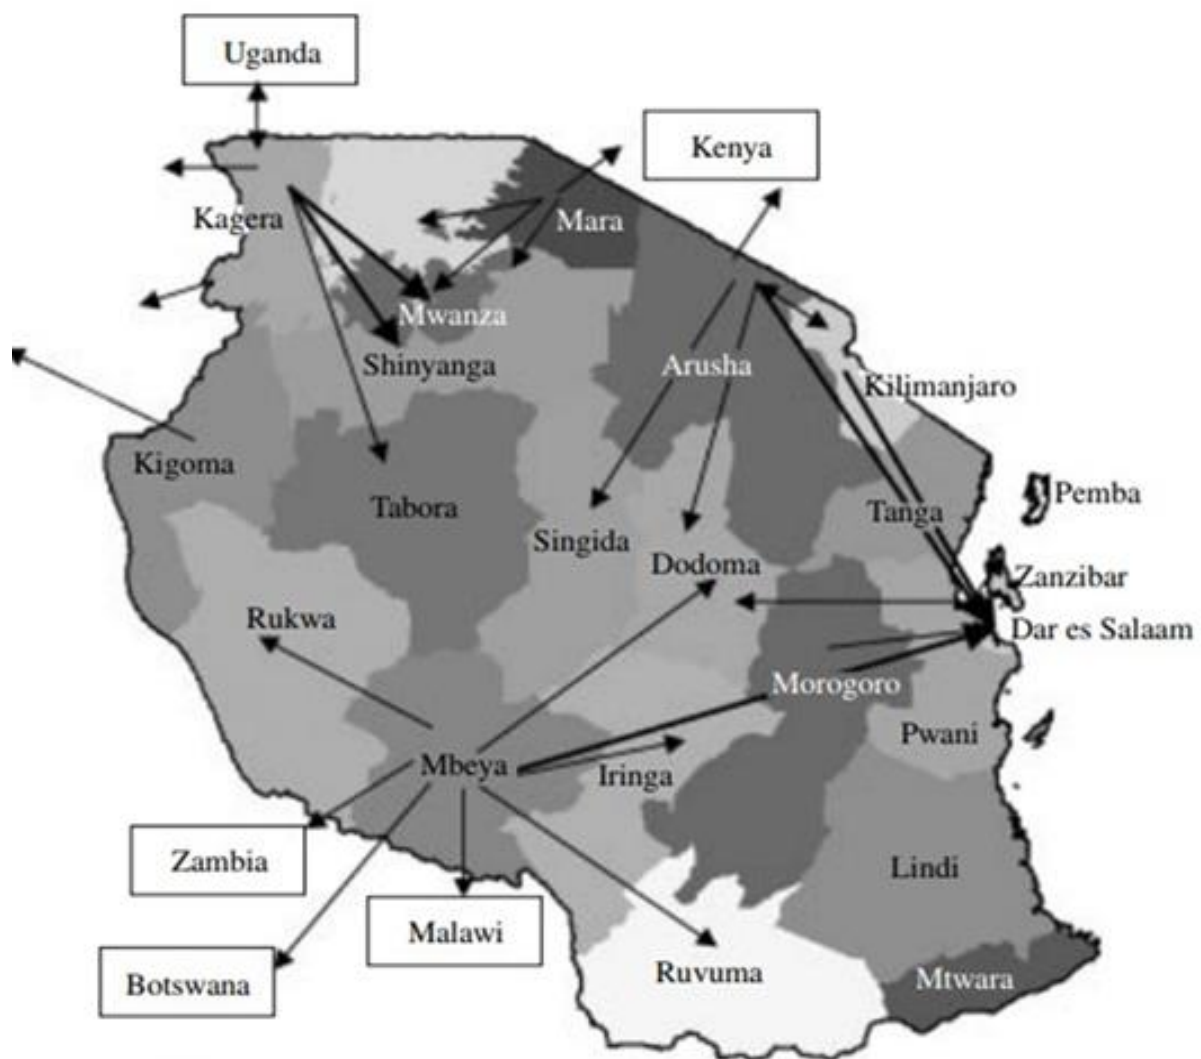 Uganda
Kenya
Kagera
Mara
Mwanza
Shinyanga
Arusha
Kilimanjaro
Kigoma
Tabora
Pemba
Tanga
Singida
Dodoma
Zanzibar
Rukwa
Dar es Salaam
Morogoro
Pwani
Mbeya
Iringa
Zambia
Lindi
Malawi
Ruvuma
Mtwara
Botswana